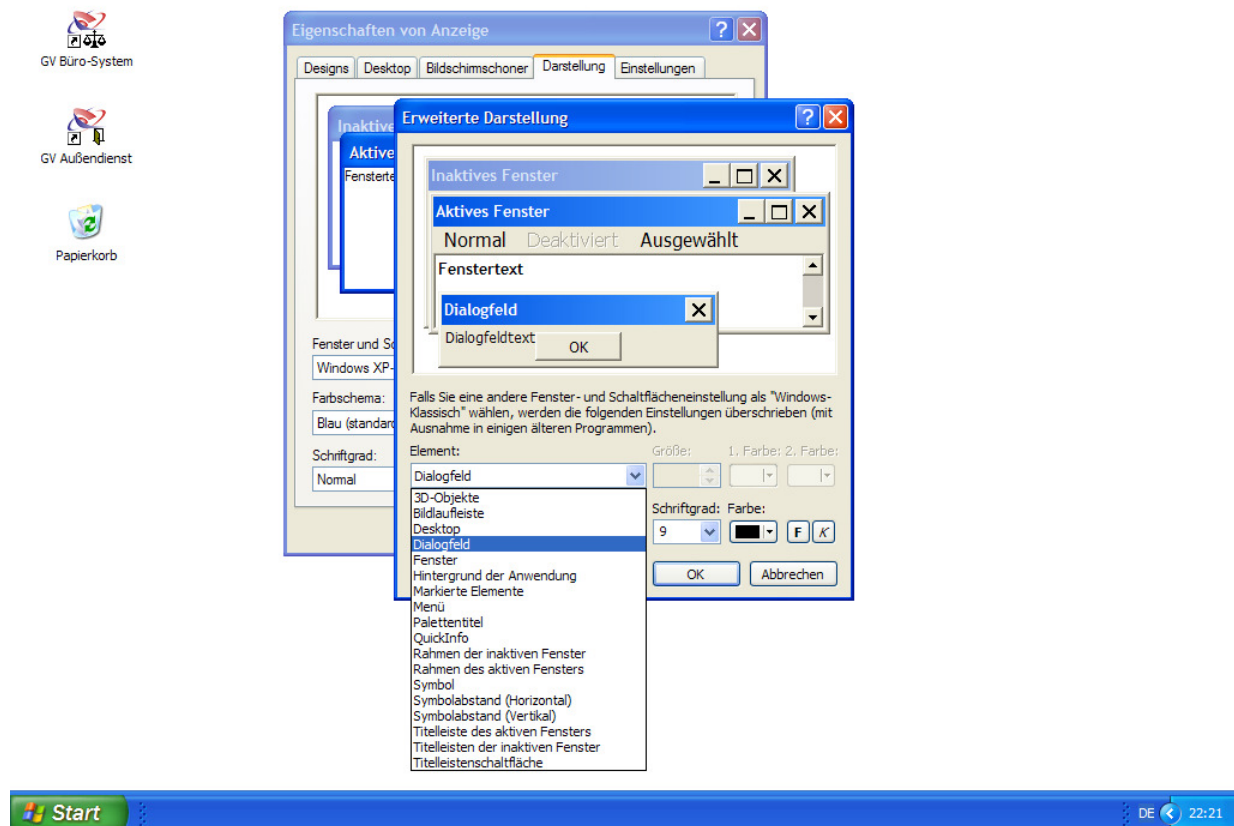 GV Büro-System
GV Außendienst
Papierkorb
Eigenschaften von Anzeige
Designs Desktop Bildschirmschoner Darstellung Einstellungen
Inaktive
Aktive
Fensterte
Fenster und Sc
Windows XP-
Farbschema:
Blau (standard
Schriftgrad:
Normal
Erweiterte Darstellung
Inaktives Fenster
Aktives Fenster
Normal Deaktiviert Ausgewählt
Fenstertext
Dialogfeld
Dialogfeldtext
OK
Falls Sie eine andere Fenster- und Schaltflächeneinstellung als "Windows-
Klassisch" wählen, werden die folgenden Einstellungen überschrieben (mit
Ausnahme in einigen älteren Programmen).
Element: Größe: 1. Farbe: 2. Farbe:
Dialogfeld
Schriftgrad: Farbe:
9 F K
OK Abbrechen
3D-Objekte
Bildlaufleiste
Desktop
Dialogfeld
Fenster
Hintergrund der Anwendung
Markierte Elemente
Menü
Palettentitel
QuickInfo
Rahmen der inaktiven Fenster
Rahmen des aktiven Fensters
Symbol
Symbolabstand (Horizontal)
Symbolabstand (Vertikal)
Titelleiste des aktiven Fensters
Titelleisten der inaktiven Fenster
Titelleistenschaltfläche
Start DE 22:21